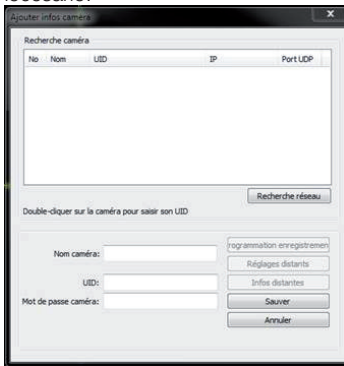 Ajouter infos caméra
Recherche caméra
No Nom UID IP Port UDP
Recherche réseau
Double-cliquer sur la caméra pour saisir son UID
Nom caméra:
rogrammation enregistremen
Réglages distants
UID:
Infos distantes
Mot de passe caméra:
Sauver
Annuler